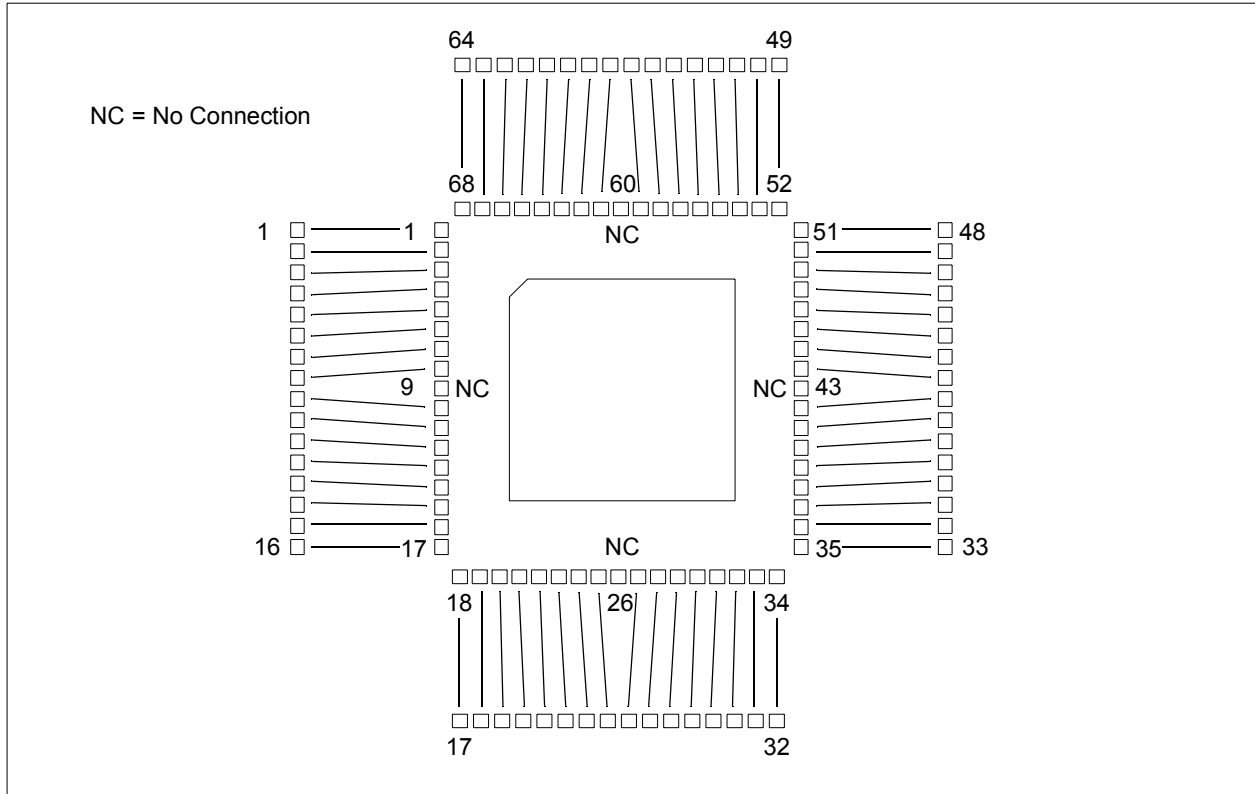 64 49
NC = No Connection
68 60 52
1 1 NC 51 48
9 NC NC 43
16 17 NC 35 33
18 26 34
17 32